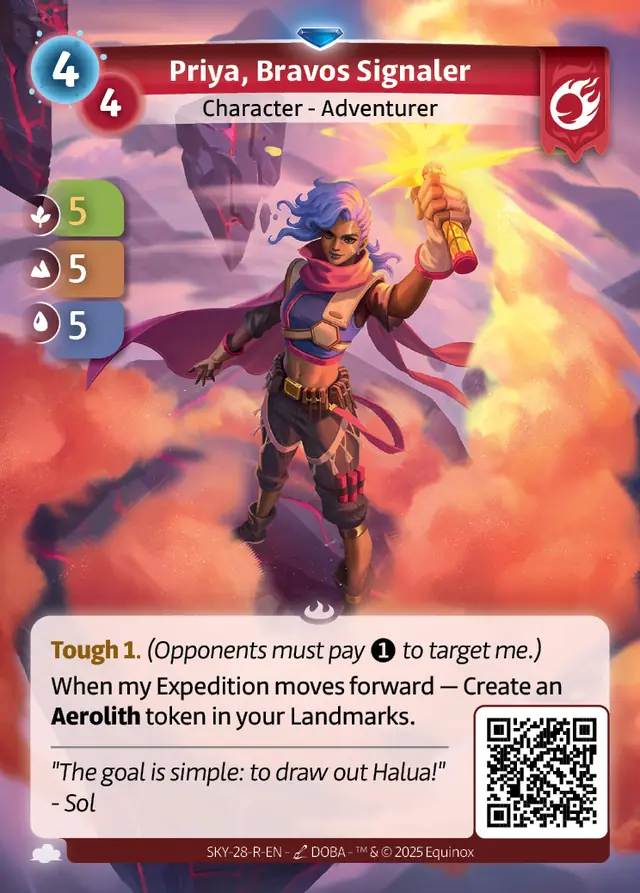 4
Priya, Bravos Signaler
4
Character - Adventurer
5
5
5
Tough 1. (Opponents must pay 1 to target me.)
When my Expedition moves forward — Create an
Aerolith token in your Landmarks.
"The goal is simple: to draw out Halua!"
- Sol
SKY-28-R-EN - DOBA - ™ & © 2025 Equinox